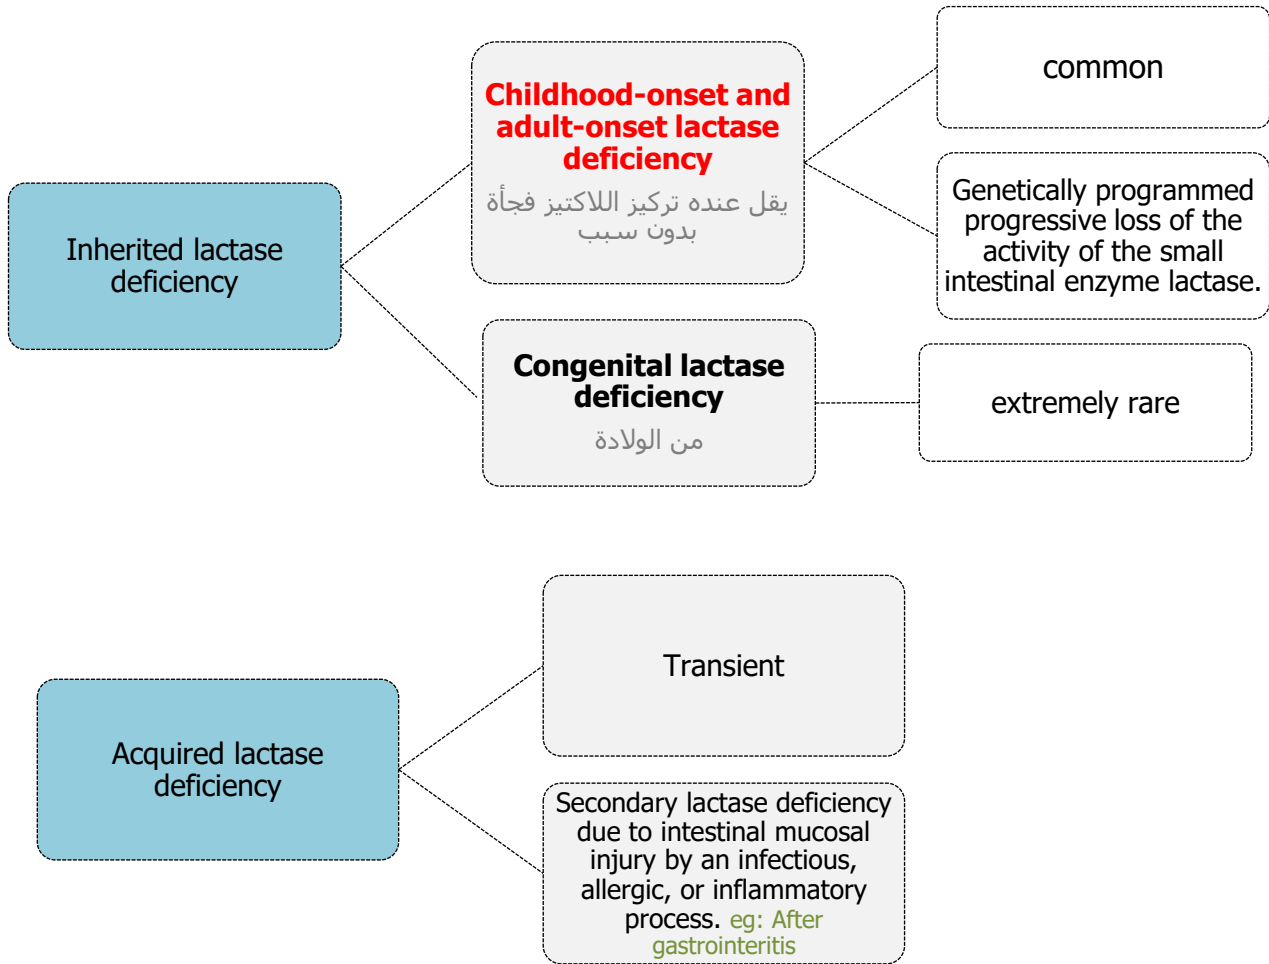 Inherited lactase
deficiency
Childhood-onset and
adult-onset lactase
deficiency
يقل عنده تركيز اللاكتيز فجأة
بدون سبب
common
Genetically programmed
progressive loss of the
activity of the small
intestinal enzyme lactase.
Congenital lactase
deficiency
من الولادة
extremely rare
Acquired lactase
deficiency
Transient
Secondary lactase deficiency
due to intestinal mucosal
injury by an infectious,
allergic, or inflammatory
process. eg: After
gastrointeritis